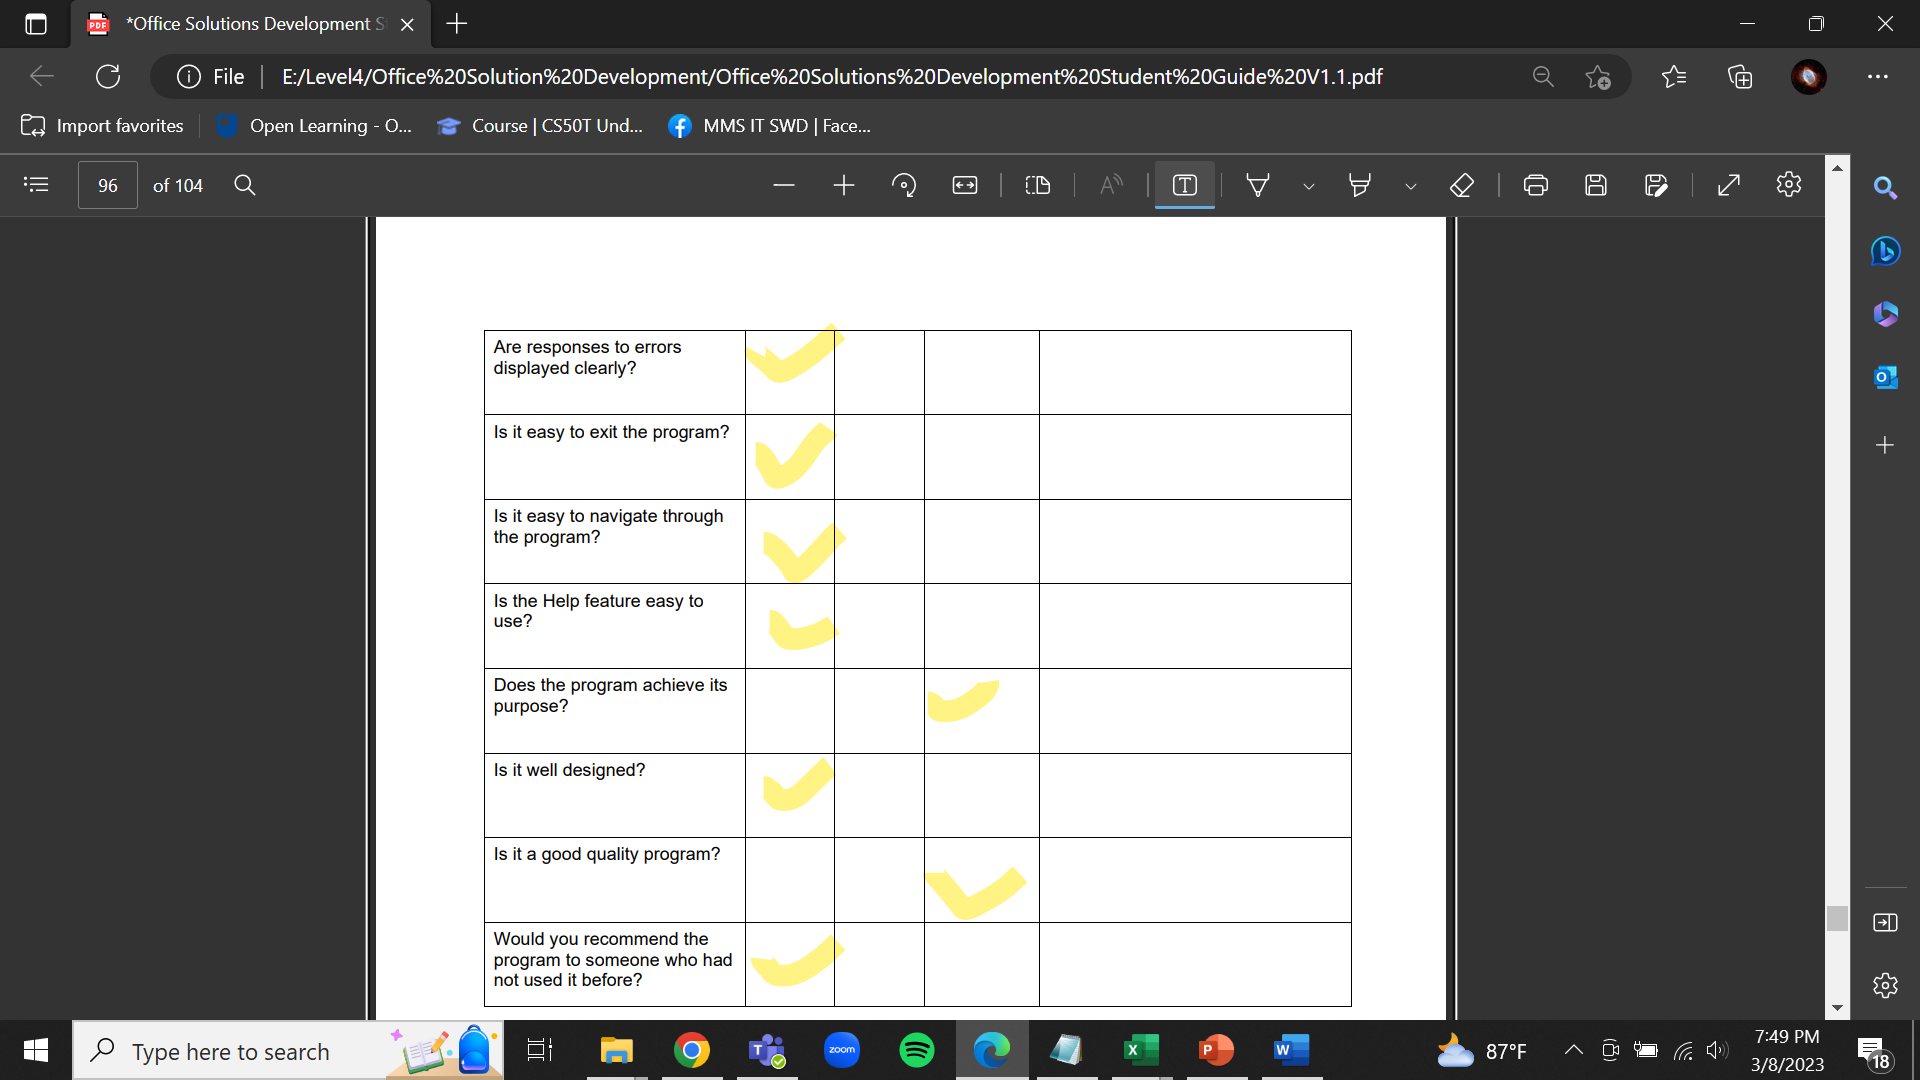 *Office Solutions Development S
File
E:/Level4/Office%20Solution%20Development/Office%20Solutions%20Development%20Student%20Guide%20V1.1.pdf
Import favorites
Open Learning - O...
Course | CS50T Und...
MMS IT SWD | Face...
96 of 104
Are responses to errors
displayed clearly?
Is it easy to exit the program?
Is it easy to navigate through
the program?
Is the Help feature easy to
use?
Does the program achieve its
purpose?
Is it well designed?
Is it a good quality program?
Would you recommend the
program to someone who had
not used it before?
Type here to search
zoom
87°F
7:49 PM
3/8/2023
18